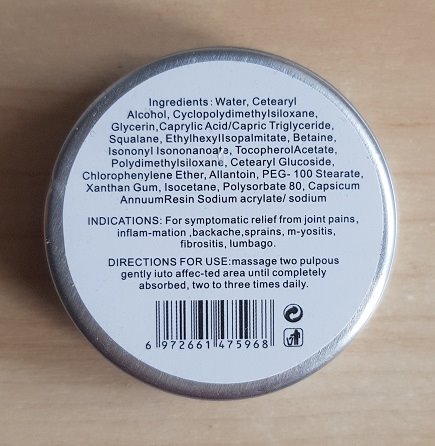 Ingredients: Water, Cetearyl
Alcohol, Cyclopolydimethylsiloxane,
Glycerin,Caprylic Acid/Capric Triglyceride,
Squalane, EthylhexylIsopalmitate, Betaine,
Isononyl Isononanoate, TocopherolAcetate,
Polydimethylsiloxane, Cetearyl Glucoside,
Chlorophenylene Ether, Allantoin, PEG- 100 Stearate,
Xanthan Gum, Isocetane, Polysorbate 80, Capsicum
AnnuumResin Sodium acrylate/ sodium
INDICATIONS: For symptomatic relief from joint pains,
inflam-mation ,backache,sprains, m-yositis,
fibrositis, lumbago.
DIRECTIONS FOR USE:massage two pulpous
gently iuto affec-ted area until completely
absorbed, two to three times daily.
6 972661 475968